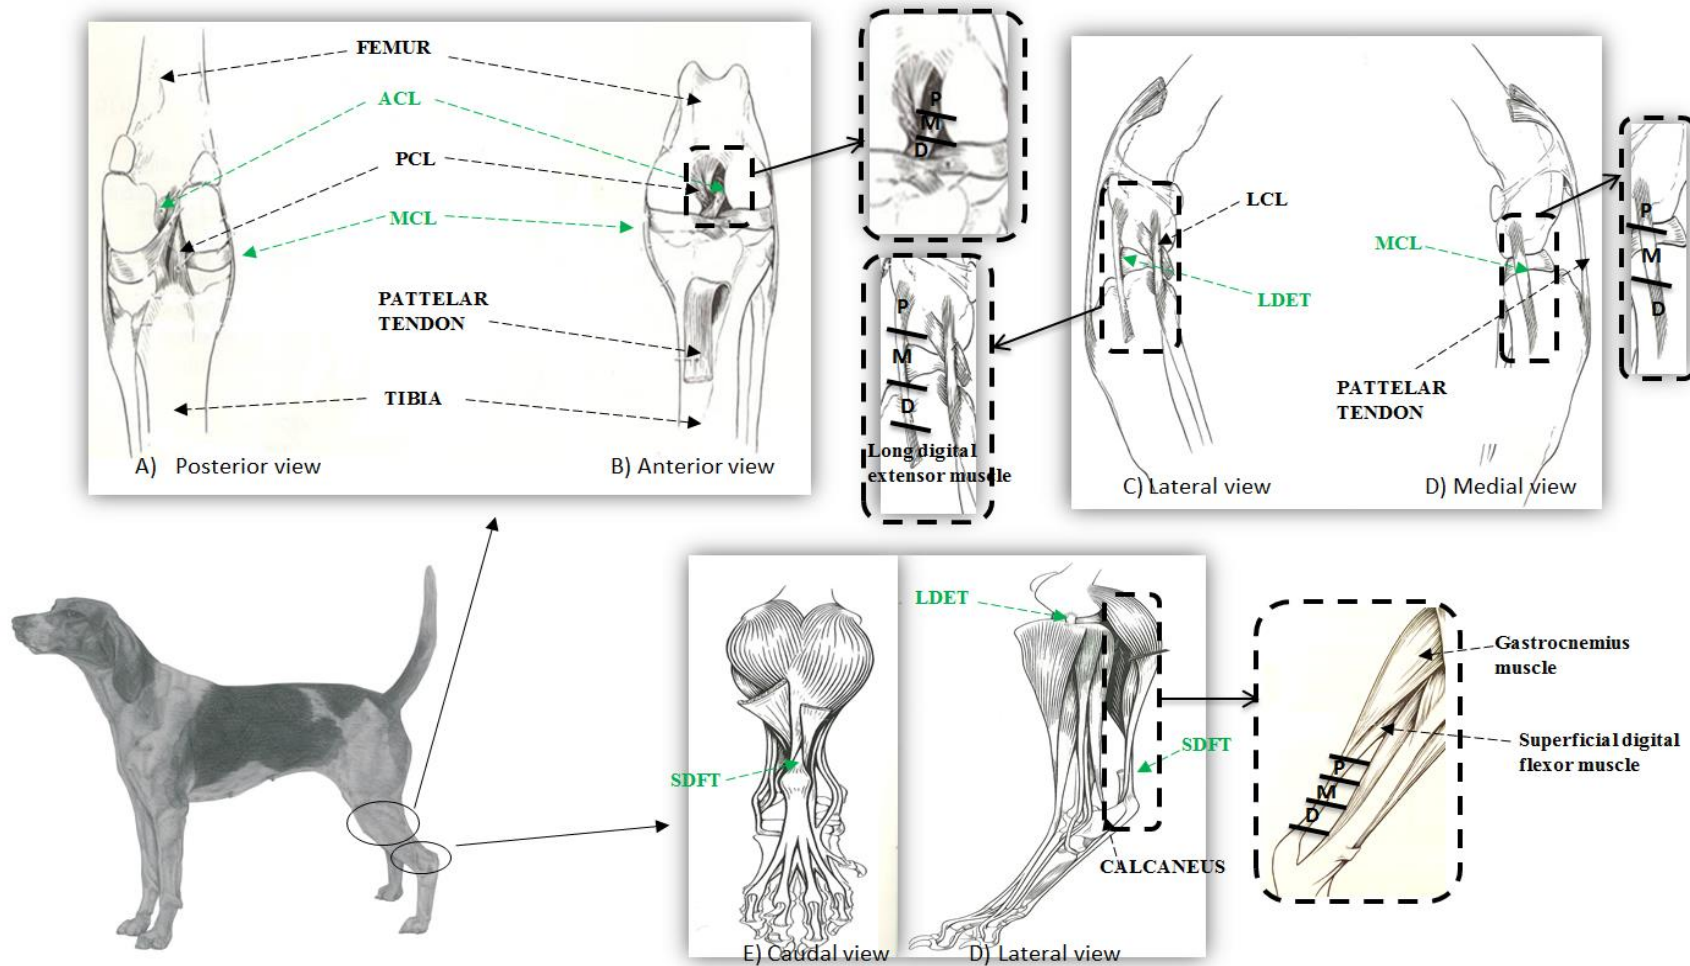 FEMUR
ACL
PCL
MCL
PATTELAR
TENDON
TIBIA
A) Posterior view
B) Anterior view
P
M
D
P
M
D
Long digital
extensor muscle
LCL
LDET
MCL
PATTELAR
TENDON
C) Lateral view
D) Medial view
P
M
D
SDFT
E) Caudal view
LDET
SDFT
CALCANEUS
D) Lateral view
Gastrocnemius
muscle
Superficial digital
flexor muscle
P
M
D